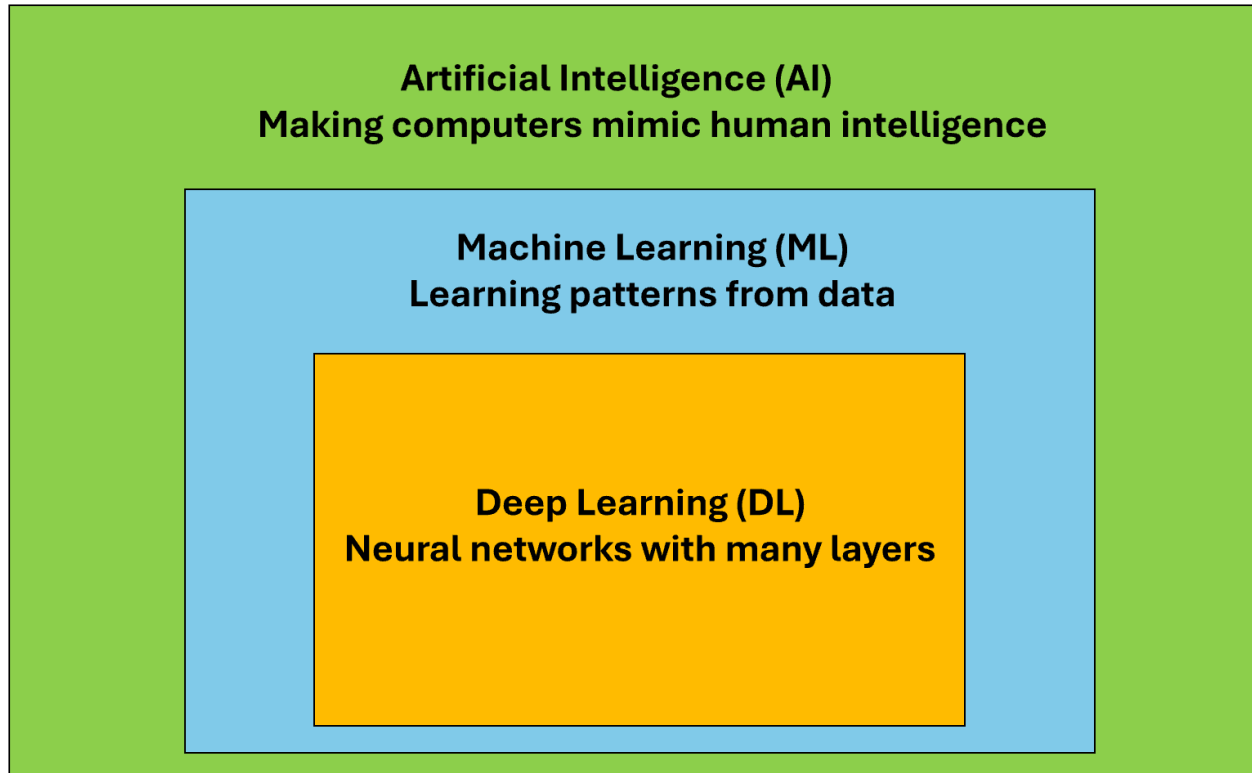 Artificial Intelligence (AI)
Making computers mimic human intelligence
Machine Learning (ML)
Learning patterns from data
Deep Learning (DL)
Neural networks with many layers